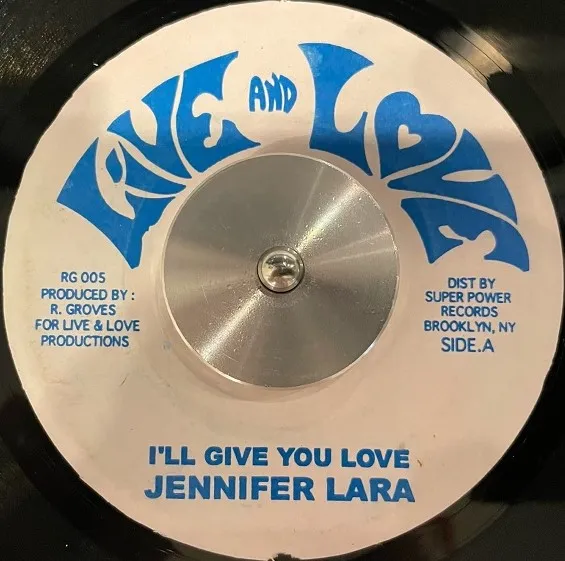 LIVE AND LOVE
RG 005
PRODUCED BY :
R. GROVES
FOR LIVE & LOVE
PRODUCTIONS
DIST BY
SUPER POWER
RECORDS
BROOKLYN, NY
SIDE.A
I'LL GIVE YOU LOVE
JENNIFER LARA